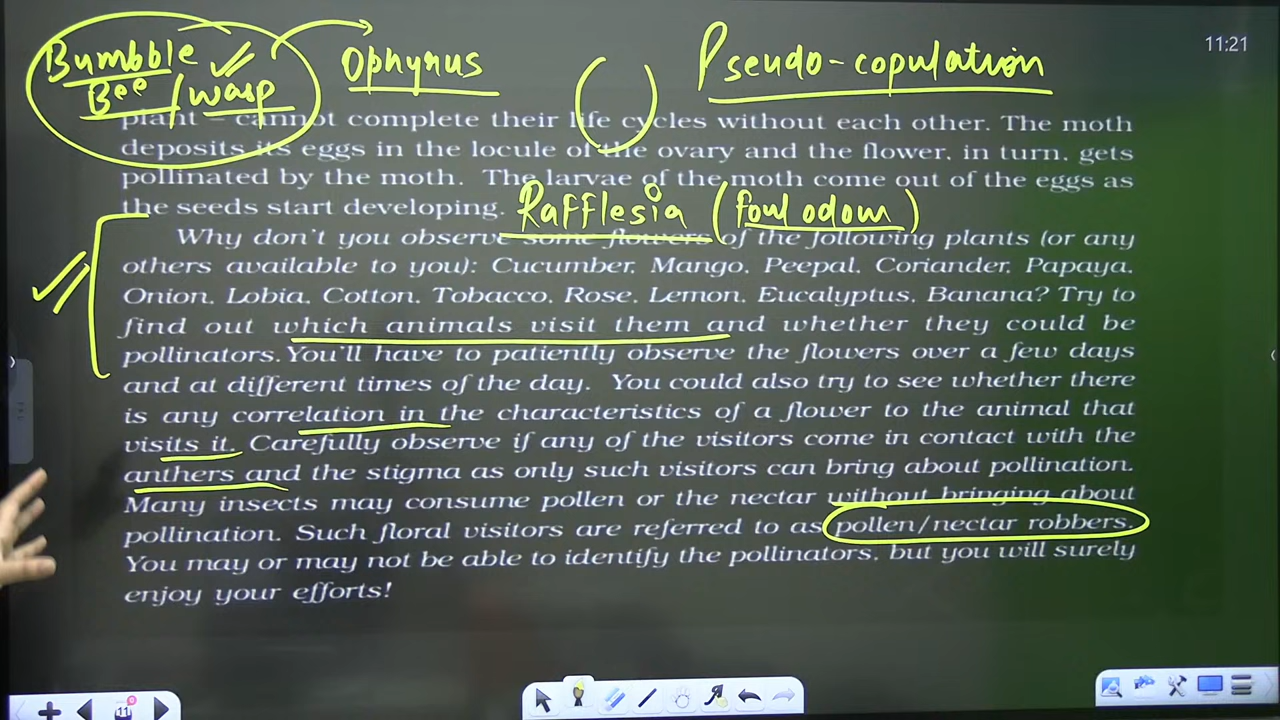 11:21
Bumbble Ophyrus Pseudo-copulation
Bee/wasp
plant – cannot complete their life cycles without each other. The moth
deposits its eggs in the locule of the ovary and the flower, in turn, gets
pollinated by the moth. The larvae of the moth come out of the eggs as
the seeds start developing. Rafflesia (foul odom)
Why don't you observe some flowers of the following plants (or any
others available to you): Cucumber, Mango, Peepal, Coriander, Papaya,
Onion, Lobia, Cotton, Tobacco, Rose, Lemon, Eucalyptus, Banana? Try to
find out which animals visit them and whether they could be
pollinators.You'll have to patiently observe the flowers over a few days
and at different times of the day. You could also try to see whether there
is any correlation in the characteristics of a flower to the animal that
visits it. Carefully observe if any of the visitors come in contact with the
anthers and the stigma as only such visitors can bring about pollination.
Many insects may consume pollen or the nectar without bringing about
pollination. Such floral visitors are referred to as pollen/nectar robbers.
You may or may not be able to identify the pollinators, but you will surely
enjoy your efforts!
11